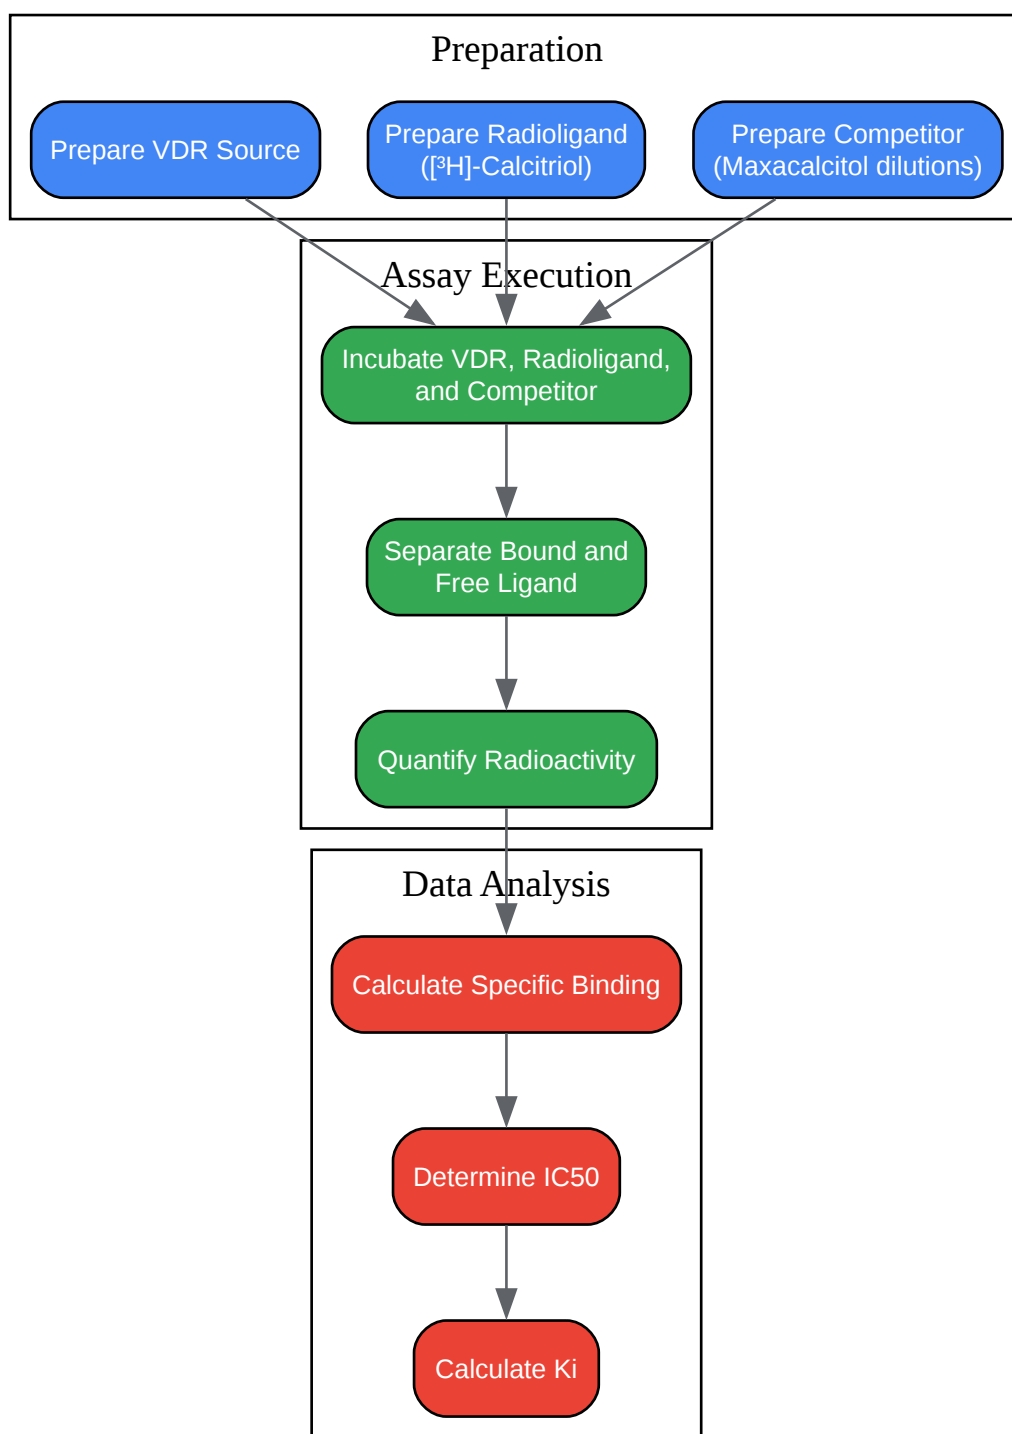 Preparation
Prepare VDR Source
Prepare Radioligand
([³H]-Calcitriol)
Prepare Competitor
(Maxacalcitol dilutions)
Assay Execution
Incubate VDR, Radioligand,
and Competitor
Separate Bound and
Free Ligand
Quantify Radioactivity
Data Analysis
Calculate Specific Binding
Determine IC50
Calculate Ki